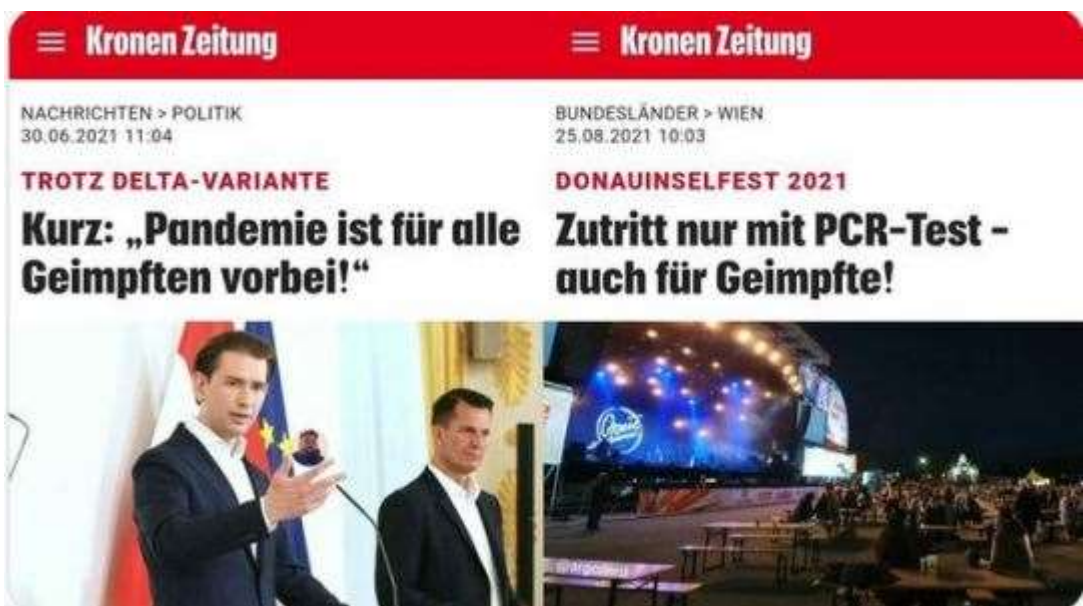 Kronen Zeitung
NACHRICHTEN > POLITIK
30.06.2021 11:04
TROTZ DELTA-VARIANTE
Kurz: „Pandemie ist für alle
Geimpften vorbei!“
Kronen Zeitung
BUNDESLÄNDER > WIEN
25.08.2021 10:03
DONAUINSELFEST 2021
Zutritt nur mit PCR-Test –
auch für Geimpfte!